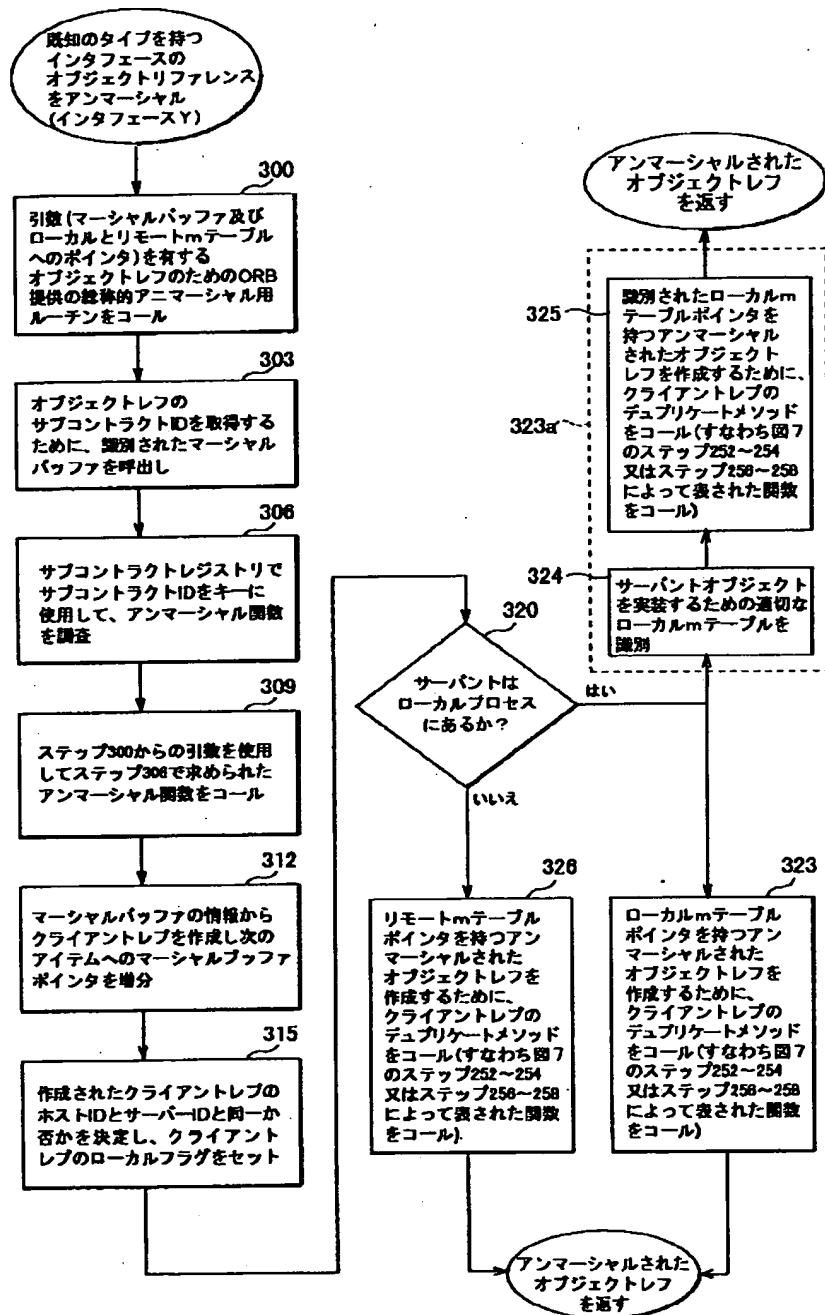 既知のタイプを持つ
インタフェースの
オブジェクトリファレンス
をアンマーシャル
(インタフェースY)
300
引数(マーシャルバッファ及び
ローカルとリモートmテーブル
へのポインタ)を有する
オブジェクトレフのためのORB
提供の総称的アニマーシャル用
ルーチンをコール
303
オブジェクトレフの
サブコントラクトIDを取得する
ために、識別されたマーシャル
バッファを呼出し
306
サブコントラクトレジストリで
サブコントラクトIDをキーに
使用して、アンマーシャル関数
を調査
309
ステップ300からの引数を使用
してステップ306で求められた
アンマーシャル関数をコール
312
マーシャルバッファの情報から
クライアントレプを作成し次の
アイテムへのマーシャルブッファ
ポインタを増分
315
作成されたクライアントレプの
ホストIDとサーバーIDと同一か
否かを決定し、クライアント
レプのローカルフラグをセット
320
サーバントは
ローカルプロセス
にあるか?
はい
いいえ
326
リモートmテーブル
ポインタを持つアン
マーシャルされた
オブジェクトレフを
作成するために、
クライアントレプの
デュプリケートメソッド
をコール(すなわち図7
のステップ252~254
又はステップ256~258
によって表された関数
をコール).
323
ローカルmテーブル
ポインタを持つアン
マーシャルされた
オブジェクトレフを
作成するために、
クライアントレプの
デュプリケートメソッド
をコール(すなわち図7
のステップ252~254
又はステップ256~258
によって表された関数
をコール)
アンマーシャルされた
オブジェクトレフ
を返す
323a
324
サーバントオブジェクト
を実装するための適切な
ローカルmテーブルを
識別
325
識別されたローカルm
テーブルポインタを
持つアンマーシャル
されたオブジェクト
レフを作成するために、
クライアントレプの
デュプリケートメソッド
をコール(すなわち図7
のステップ252~254
又はステップ256~258
によって表された関数
をコール)
アンマーシャルされた
オブジェクトレフ
を返す